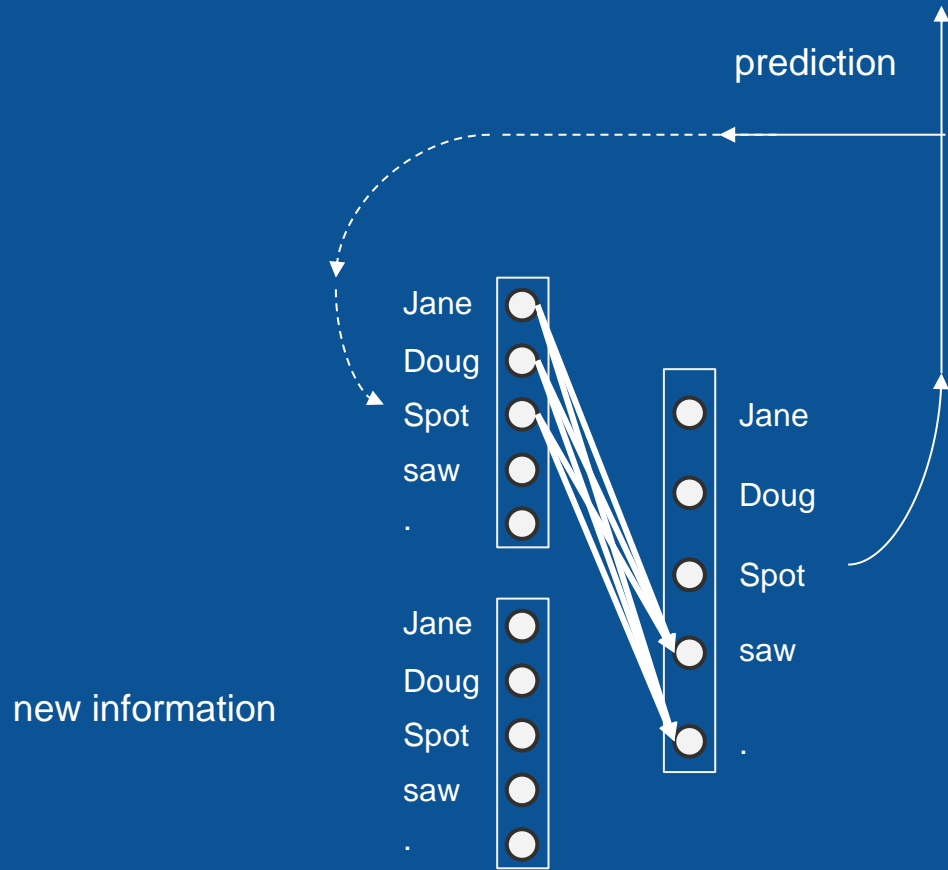 prediction
Jane
Doug
Spot
saw
.
Jane
Doug
Spot
saw
.
new information
Jane
Doug
Spot
saw
.